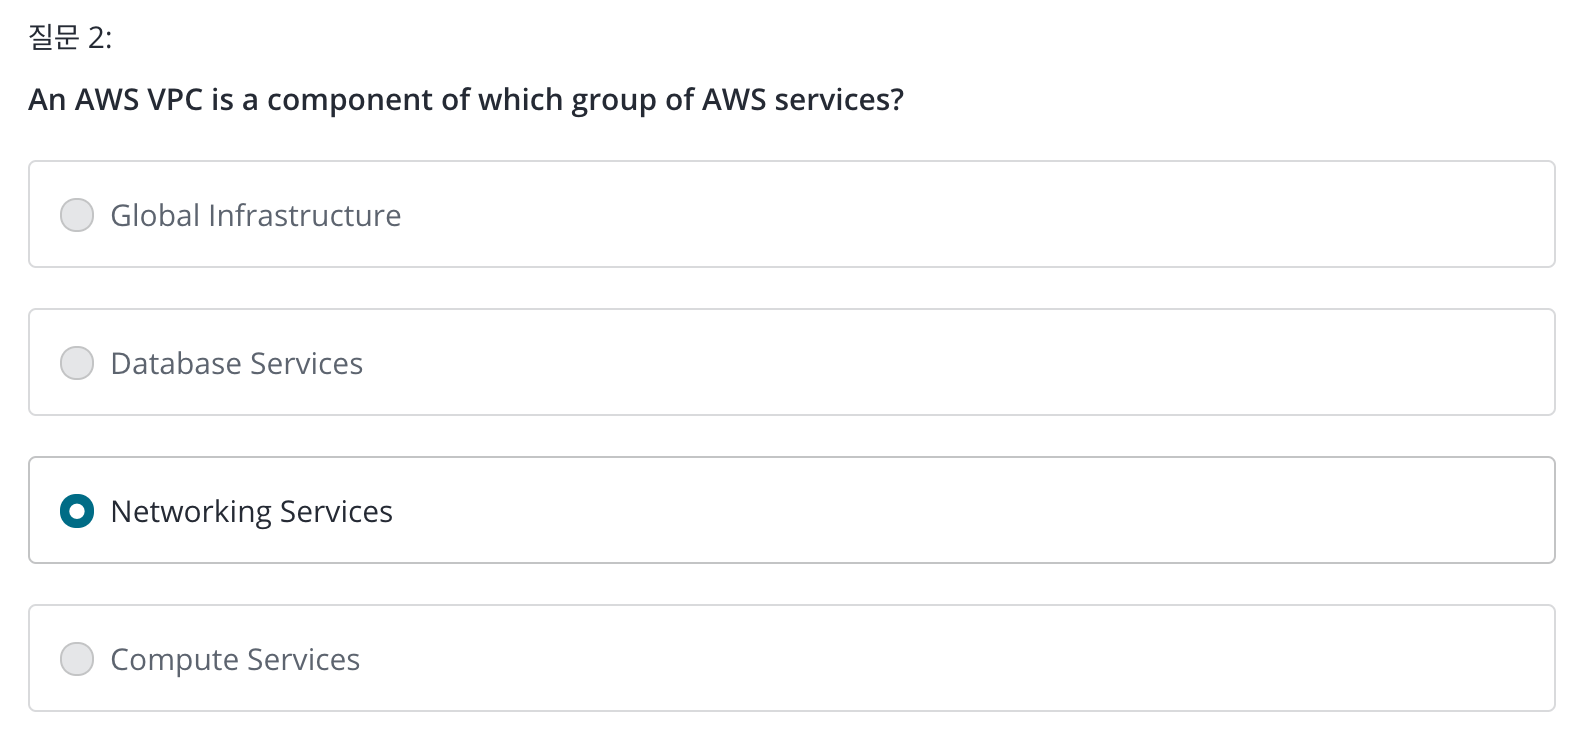 질문 2:
An AWS VPC is a component of which group of AWS services?
Global Infrastructure
Database Services
Networking Services
Compute Services